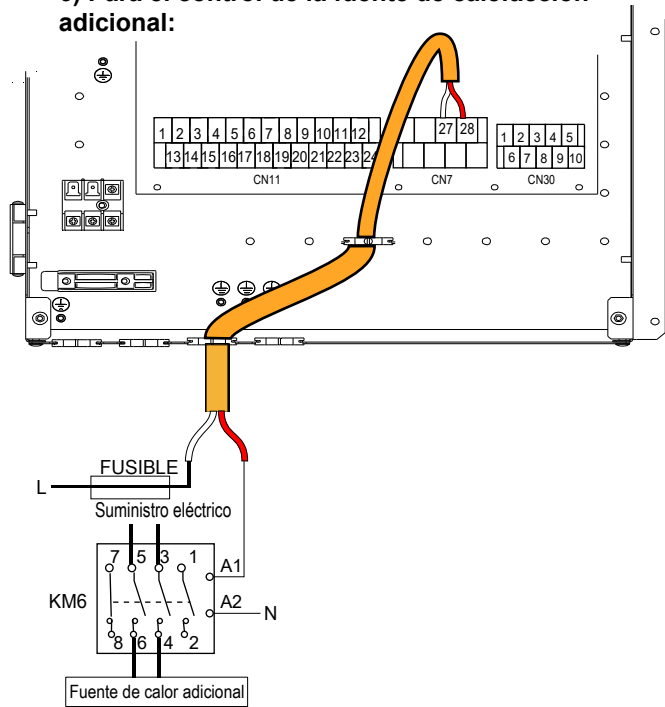 adicional:
27 28
1 2 3 4 5 6 7 8 9 10 11 12
1 2 3 4 5
13 14 15 16 17 18 19 20 21 22 23 24
6 7 8 9 10
CN11
CN7
CN30
FUSIBLE
L
Suministro eléctrico
7 5 3 1
A1
KM6
A2
N
8 6 4 2
Fuente de calor adicional